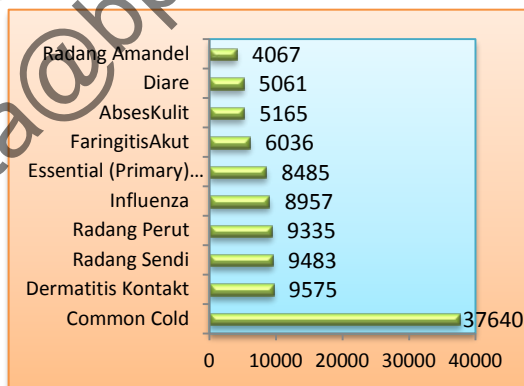 Radang Amandel 4067
Diare 5061
AbsesKulit 5165
FaringitisAkut 6036
Essential (Primary)... 8485
Influenza 8957
Radang Perut 9335
Radang Sendi 9483
Dermatitis Kontakt 9575
Common Cold 37640
0 10000 20000 30000 40000
a@bp